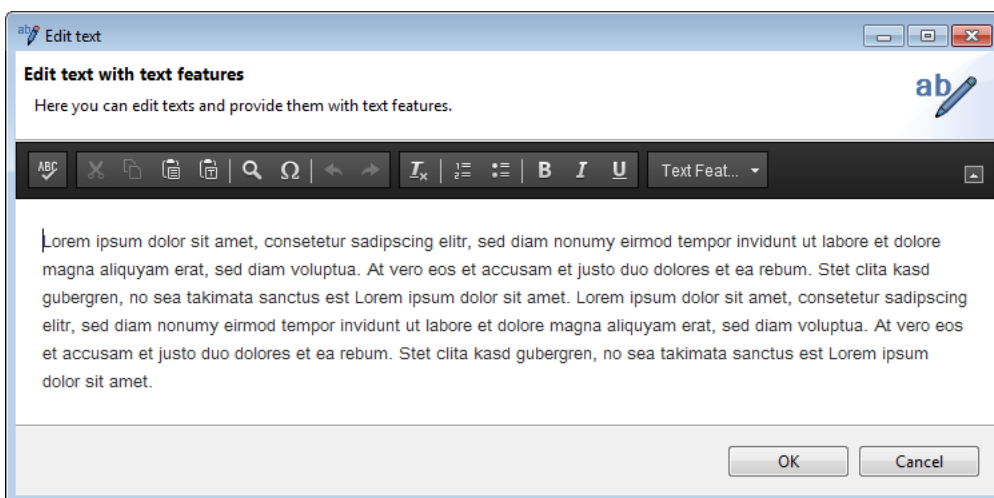 ab Edit text
Edit text with text features
Here you can edit texts and provide them with text features.
ab
ABC Ω Ix B I U Text Feat...
Lorem ipsum dolor sit amet, consetetur sadipscing elitr, sed diam nonumy eirmod tempor invidunt ut labore et dolore
magna aliquyam erat, sed diam voluptua. At vero eos et accusam et justo duo dolores et ea rebum. Stet clita kasd
gubergren, no sea takimata sanctus est Lorem ipsum dolor sit amet. Lorem ipsum dolor sit amet, consetetur sadipscing
elitr, sed diam nonumy eirmod tempor invidunt ut labore et dolore magna aliquyam erat, sed diam voluptua. At vero eos
et accusam et justo duo dolores et ea rebum. Stet clita kasd gubergren, no sea takimata sanctus est Lorem ipsum
dolor sit amet.
OK Cancel